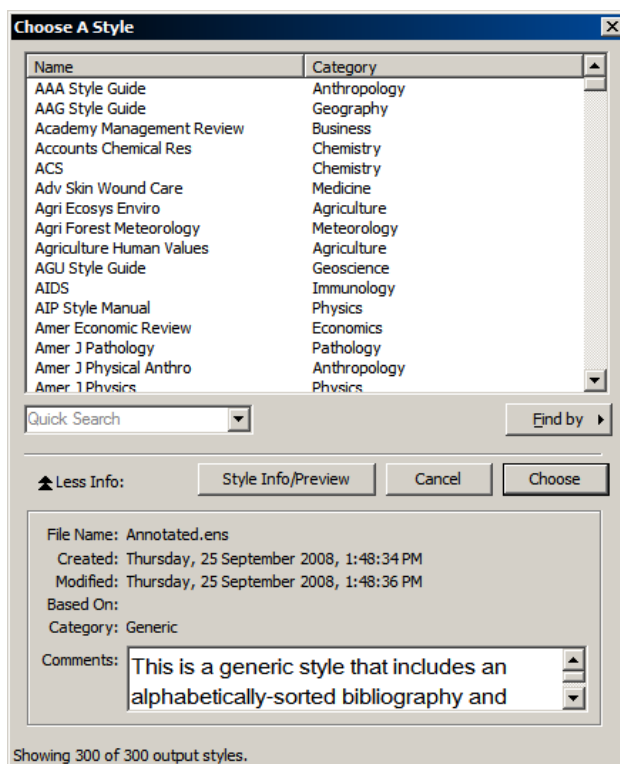 Choose A Style
Name Category
AAA Style Guide Anthropology
AAG Style Guide Geography
Academy Management Review Business
Accounts Chemical Res Chemistry
ACS Chemistry
Adv Skin Wound Care Medicine
Agri Ecosys Enviro Agriculture
Agri Forest Meteorology Meteorology
Agriculture Human Values Agriculture
AGU Style Guide Geoscience
AIDS Immunology
AIP Style Manual Physics
Amer Economic Review Economics
Amer J Pathology Pathology
Amer J Physical Anthro Anthropology
Amer J Physics Physics
Quick Search Find by
Less Info: Style Info/Preview Cancel Choose
File Name: Annotated.ens
Created: Thursday, 25 September 2008, 1:48:34 PM
Modified: Thursday, 25 September 2008, 1:48:36 PM
Based On:
Category: Generic
Comments: This is a generic style that includes an
alphabetically-sorted bibliography and
Showing 300 of 300 output styles.